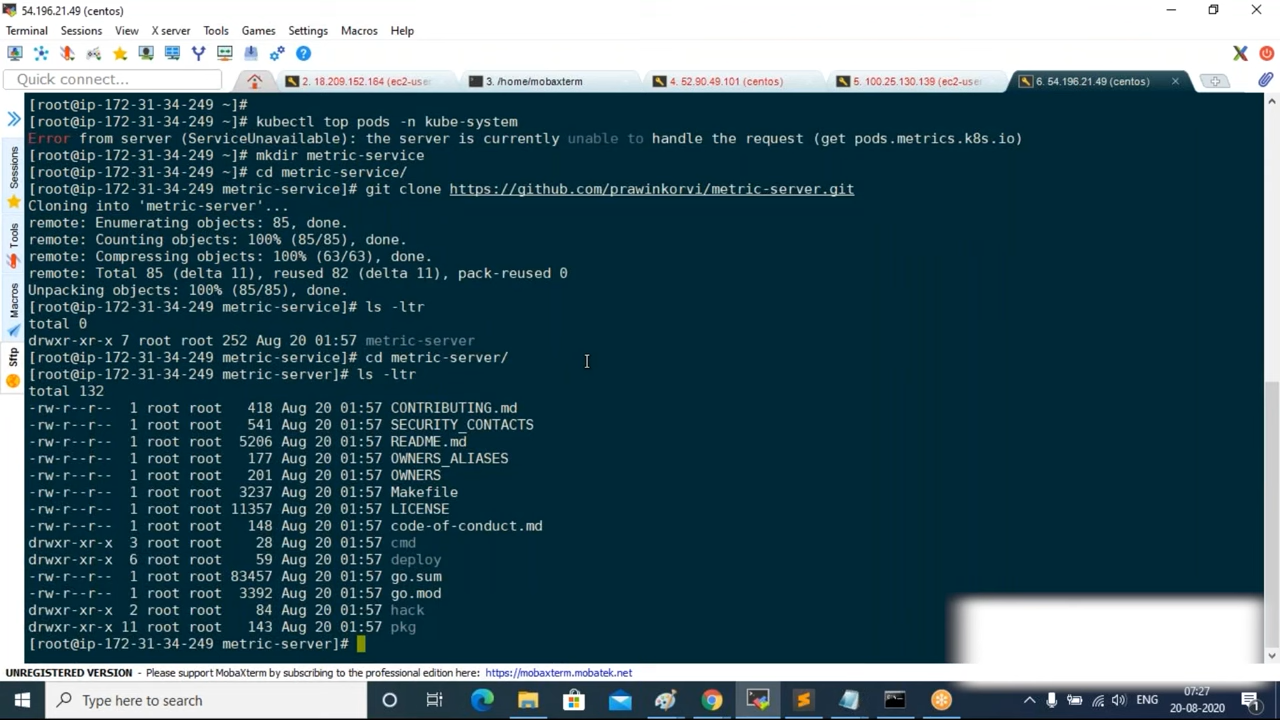 54.196.21.49 (centos)
Terminal Sessions View X server Tools Games Settings Macros Help
Quick connect...
2. 18.209.152.164 (ec2-use
3. /home/mobaxterm
4. 52.90.49.101 (centos)
5. 100.25.130.139 (ec2-use
6. 54.196.21.49 (centos)
Sessions
Tools
Macros
Sftp
[root@ip-172-31-34-249 ~]#
[root@ip-172-31-34-249 ~]# kubectl top pods -n kube-system
Error from server (ServiceUnavailable): the server is currently unable to handle the request (get pods.metrics.k8s.io)
[root@ip-172-31-34-249 ~]# mkdir metric-service
[root@ip-172-31-34-249 ~]# cd metric-service/
[root@ip-172-31-34-249 metric-service]# git clone https://github.com/prawinkorvi/metric-server.git
Cloning into 'metric-server'...
remote: Enumerating objects: 85, done.
remote: Counting objects: 100% (85/85), done.
remote: Compressing objects: 100% (63/63), done.
remote: Total 85 (delta 11), reused 82 (delta 11), pack-reused 0
Unpacking objects: 100% (85/85), done.
[root@ip-172-31-34-249 metric-service]# ls -ltr
total 0
drwxr-xr-x 7 root root 252 Aug 20 01:57 metric-server
[root@ip-172-31-34-249 metric-service]# cd metric-server/
[root@ip-172-31-34-249 metric-server]# ls -ltr
total 132
-rw-r--r-- 1 root root 418 Aug 20 01:57 CONTRIBUTING.md
-rw-r--r-- 1 root root 541 Aug 20 01:57 SECURITY_CONTACTS
-rw-r--r-- 1 root root 5206 Aug 20 01:57 README.md
-rw-r--r-- 1 root root 177 Aug 20 01:57 OWNERS_ALIASES
-rw-r--r-- 1 root root 201 Aug 20 01:57 OWNERS
-rw-r--r-- 1 root root 3237 Aug 20 01:57 Makefile
-rw-r--r-- 1 root root 11357 Aug 20 01:57 LICENSE
-rw-r--r-- 1 root root 148 Aug 20 01:57 code-of-conduct.md
drwxr-xr-x 3 root root 28 Aug 20 01:57 cmd
drwxr-xr-x 6 root root 59 Aug 20 01:57 deploy
-rw-r--r-- 1 root root 83457 Aug 20 01:57 go.sum
-rw-r--r-- 1 root root 3392 Aug 20 01:57 go.mod
drwxr-xr-x 2 root root 84 Aug 20 01:57 hack
drwxr-xr-x 11 root root 143 Aug 20 01:57 pkg
[root@ip-172-31-34-249 metric-server]#
UNREGISTERED VERSION - Please support MobaXterm by subscribing to the professional edition here: https://mobaxterm.mobatek.net
Type here to search
ENG
07:27
20-08-2020
1